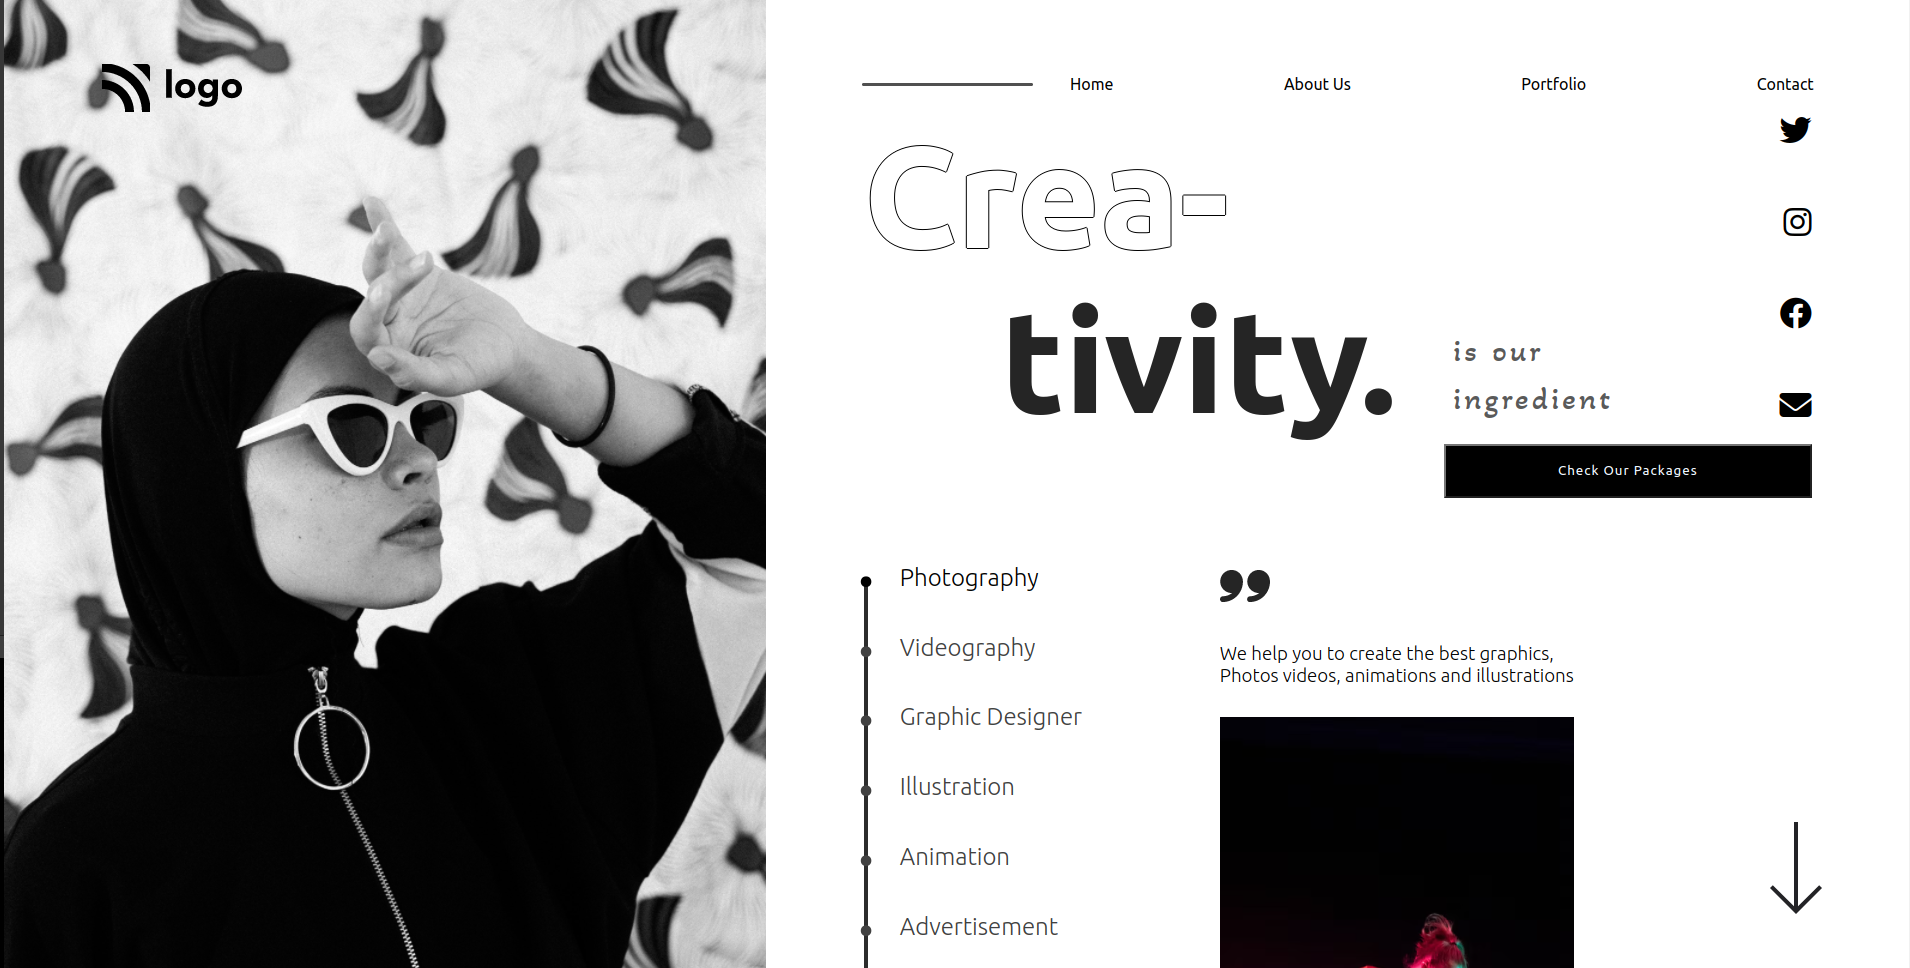 logo
Home About Us Portfolio Contact
Crea-
tivity.
is our
ingredient
Check Our Packages
Photography
Videography
Graphic Designer
Illustration
Animation
Advertisement
”
We help you to create the best graphics,
Photos videos, animations and illustrations